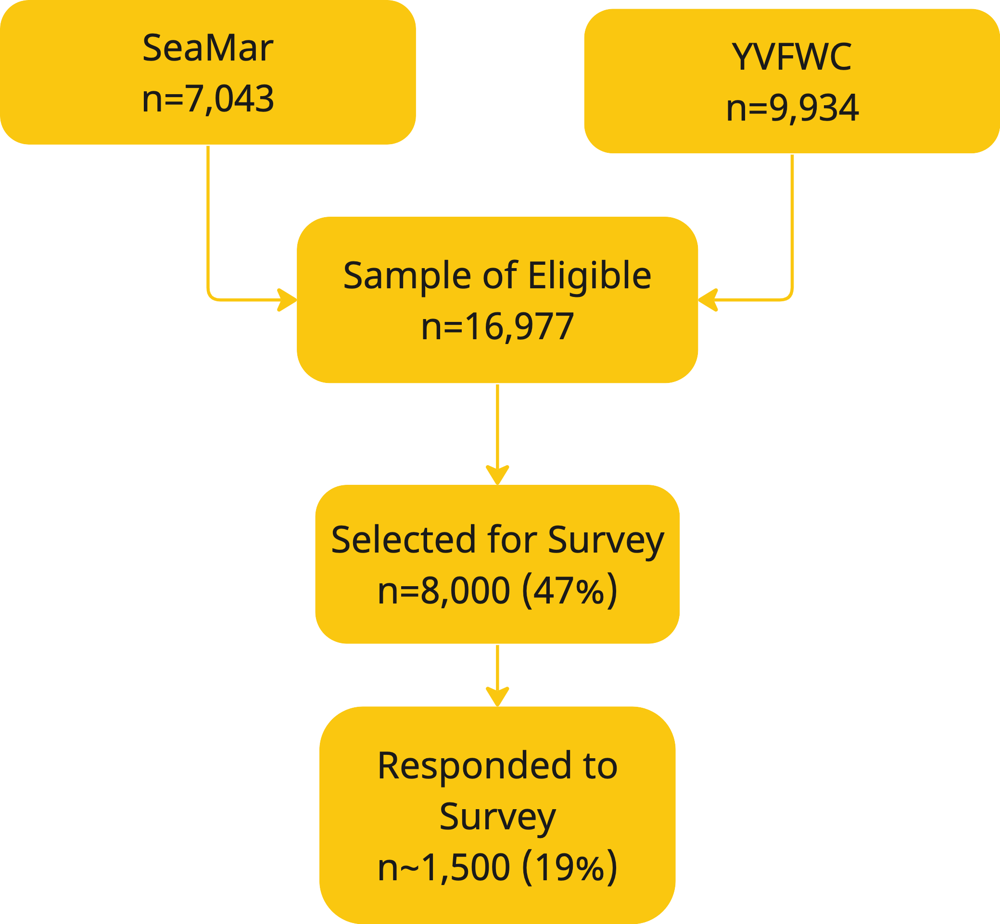 SeaMar
n=7,043
YVFWC
n=9,934
Sample of Eligible
n=16,977
Selected for Survey
n=8,000 (47%)
Responded to
Survey
n~1,500 (19%)